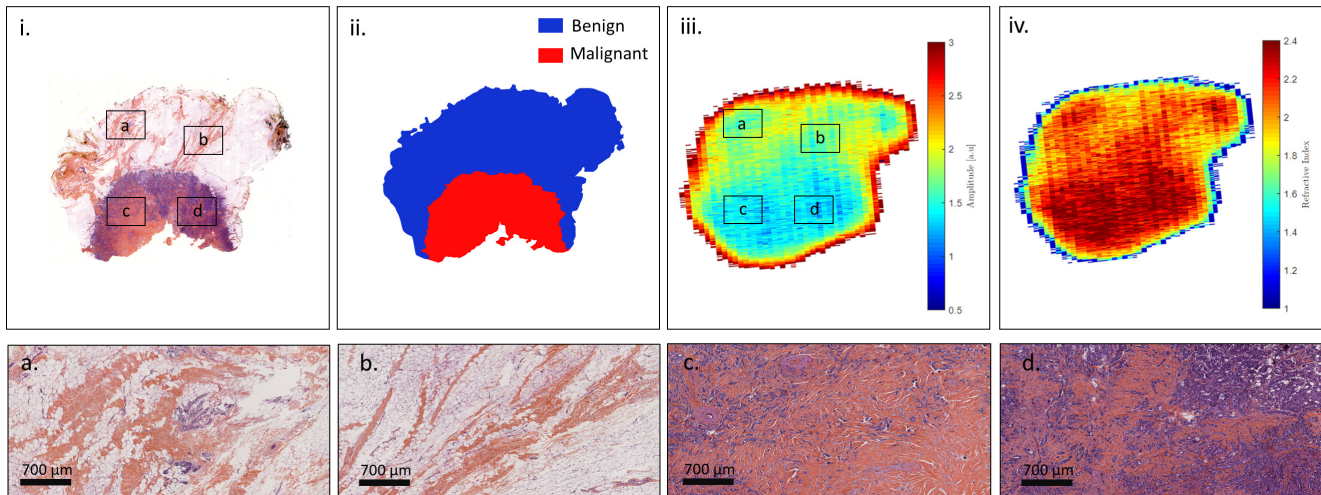 i.
a
b
c
d
ii.
Benign
Malignant
iii.
a
b
c
d
3
2.5
2
1.5
1
0.5
Amplitude [a.u]
iv.
2.4
2.2
2
1.8
1.6
1.4
1.2
1
Refractive Index
a.
700 µm
b.
700 µm
c.
700 µm
d.
700 µm